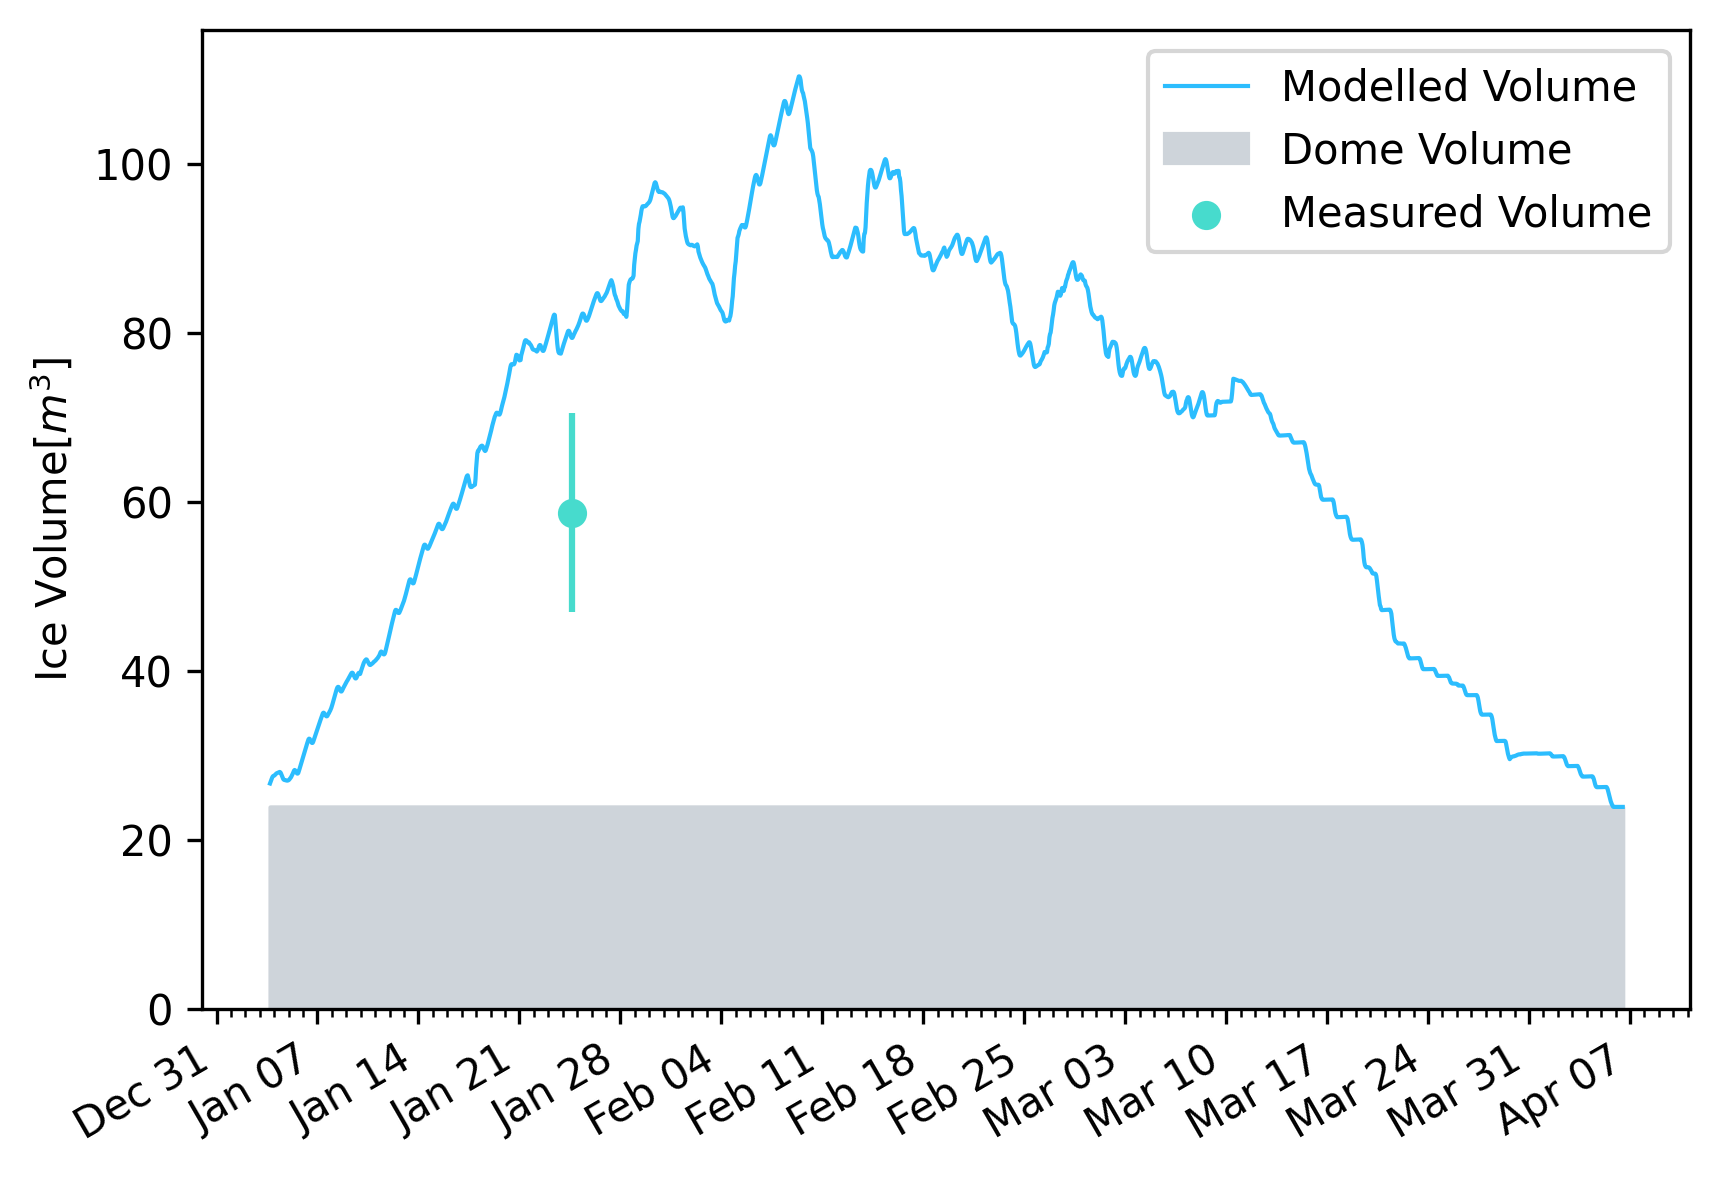 Modelled Volume
Dome Volume
Measured Volume
Ice Volume[$m^3$]
100
80
60
40
20
0
Dec 31
Jan 07
Jan 14
Jan 21
Jan 28
Feb 04
Feb 11
Feb 18
Feb 25
Mar 03
Mar 10
Mar 17
Mar 24
Mar 31
Apr 07